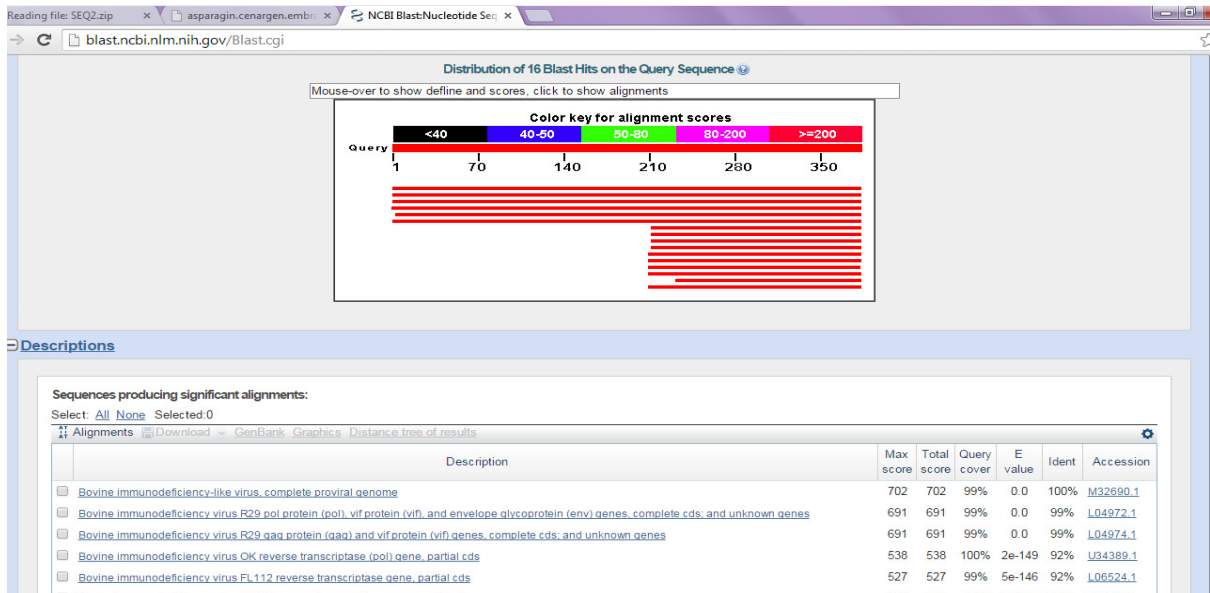 Reading file: SEQ2.zip × asparagin.cenargen.embra × NCBI Blast:Nucleotide Seq ×
blast.ncbi.nlm.nih.gov/Blast.cgi
Distribution of 16 Blast Hits on the Query Sequence
Mouse-over to show defline and scores, click to show alignments
Color key for alignment scores
<40 40-50 50-80 80-200 >=200
Query
1 70 140 210 280 350
Descriptions
Sequences producing significant alignments:
Select: All None Selected:0
Alignments Download GenBank Graphics Distance tree of results
Description Max score Total score Query cover E value Ident Accession
Bovine immunodeficiency-like virus, complete proviral genome 702 702 99% 0.0 100% M32690.1
Bovine immunodeficiency virus R29 pol protein (pol), vif protein (vif), and envelope glycoprotein (env) genes, complete cds; and unknown genes 691 691 99% 0.0 99% L04972.1
Bovine immunodeficiency virus R29 gag protein (gag) and vif protein (vif) genes, complete cds; and unknown genes 691 691 99% 0.0 99% L04974.1
Bovine immunodeficiency virus OK reverse transcriptase (pol) gene, partial cds 538 538 100% 2e-149 92% U34389.1
Bovine immunodeficiency virus FL112 reverse transcriptase gene, partial cds 527 527 99% 5e-146 92% L06524.1